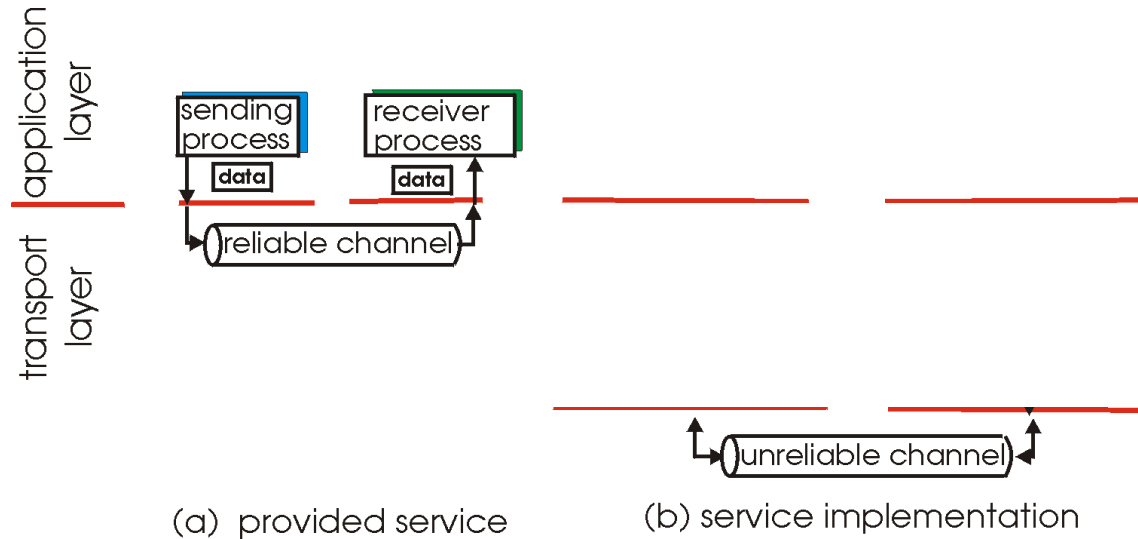 application
layer
transport
layer
sending
process
receiver
process
data
data
reliable channel
unreliable channel
(a) provided service
(b) service implementation